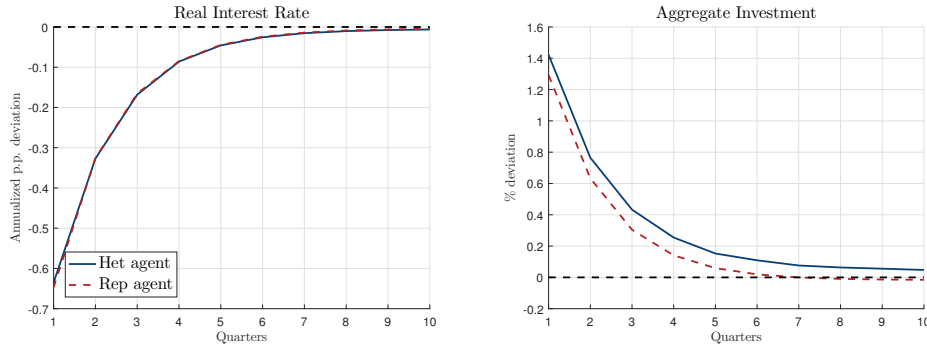 Real Interest Rate
0
-0.1
-0.2
-0.3
-0.4
-0.5
-0.6
-0.7
Annualized p.p. deviation
Het agent
Rep agent
1 2 3 4 5 6 7 8 9 10
Quarters
Aggregate Investment
1.6
1.4
1.2
1
0.8
0.6
0.4
0.2
0
-0.2
% deviation
1 2 3 4 5 6 7 8 9 10
Quarters